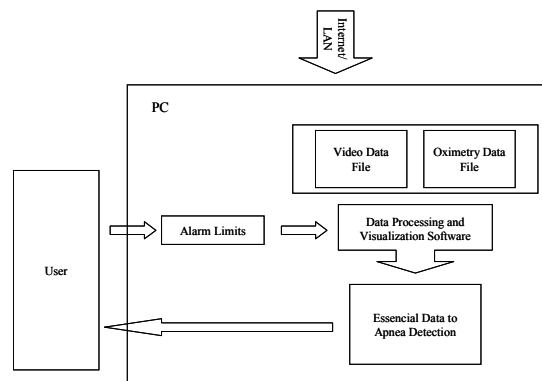 Internet/
LAN
PC
Video Data
File
Oximetry Data
File
User
Alarm Limits
Data Processing and
Visualization Software
Essencial Data to
Apnea Detection